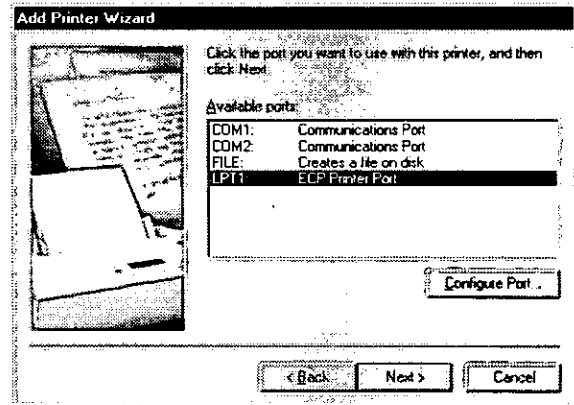 Add Printer Wizard
Click the port you want to use with this printer, and then
click Next.
Available ports:
COM1: Communications Port
COM2: Communications Port
FILE: Creates a file on disk
LPT1: ECP Printer Port
Configure Port...
< Back
Next >
Cancel